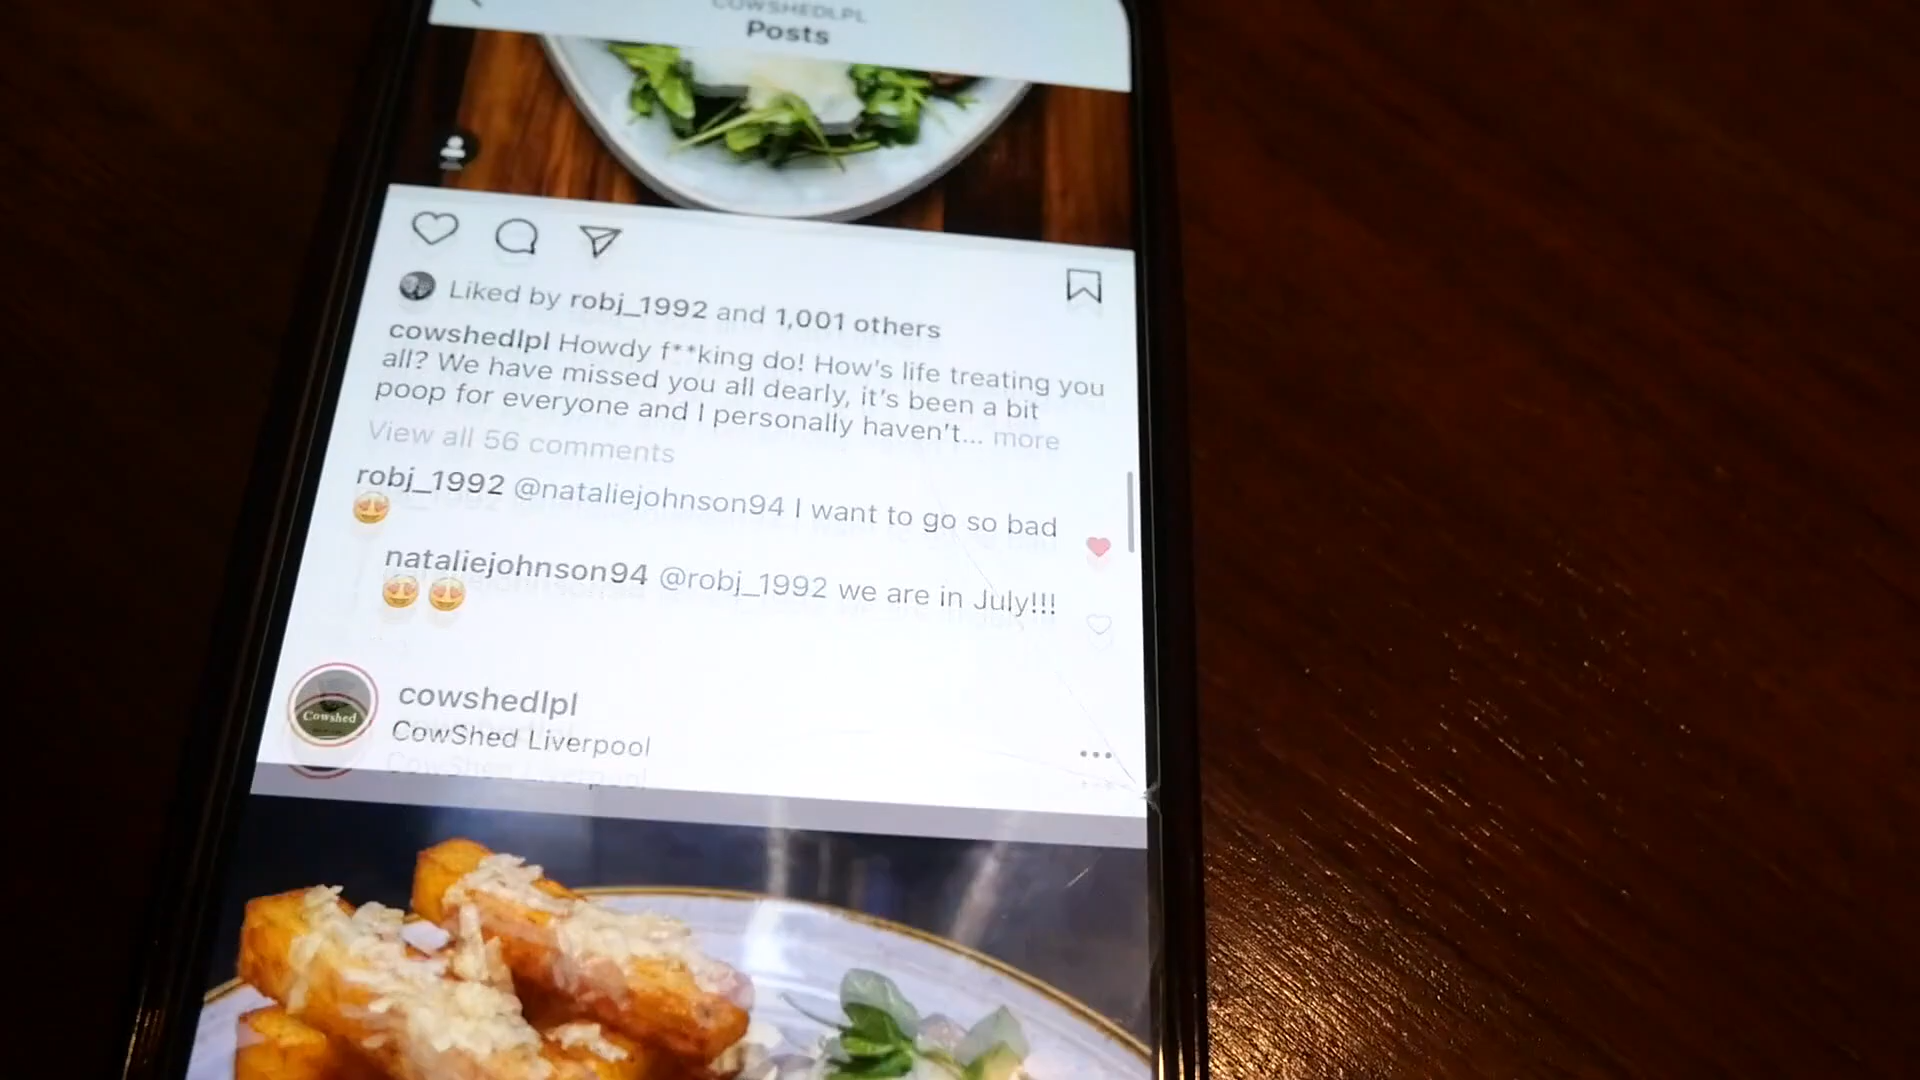 COWSHEDLPL
Posts
Liked by robj_1992 and 1,001 others
cowshedlpl Howdy f**king do! How's life treating you
all? We have missed you all dearly, it's been a bit
poop for everyone and I personally haven't... more
View all 56 comments
robj_1992 @nataliejohnson94 I want to go so bad
😍
nataliejohnson94 @robj_1992 we are in July!!!
😍😍
cowshedlpl
Cowshed
CowShed Liverpool